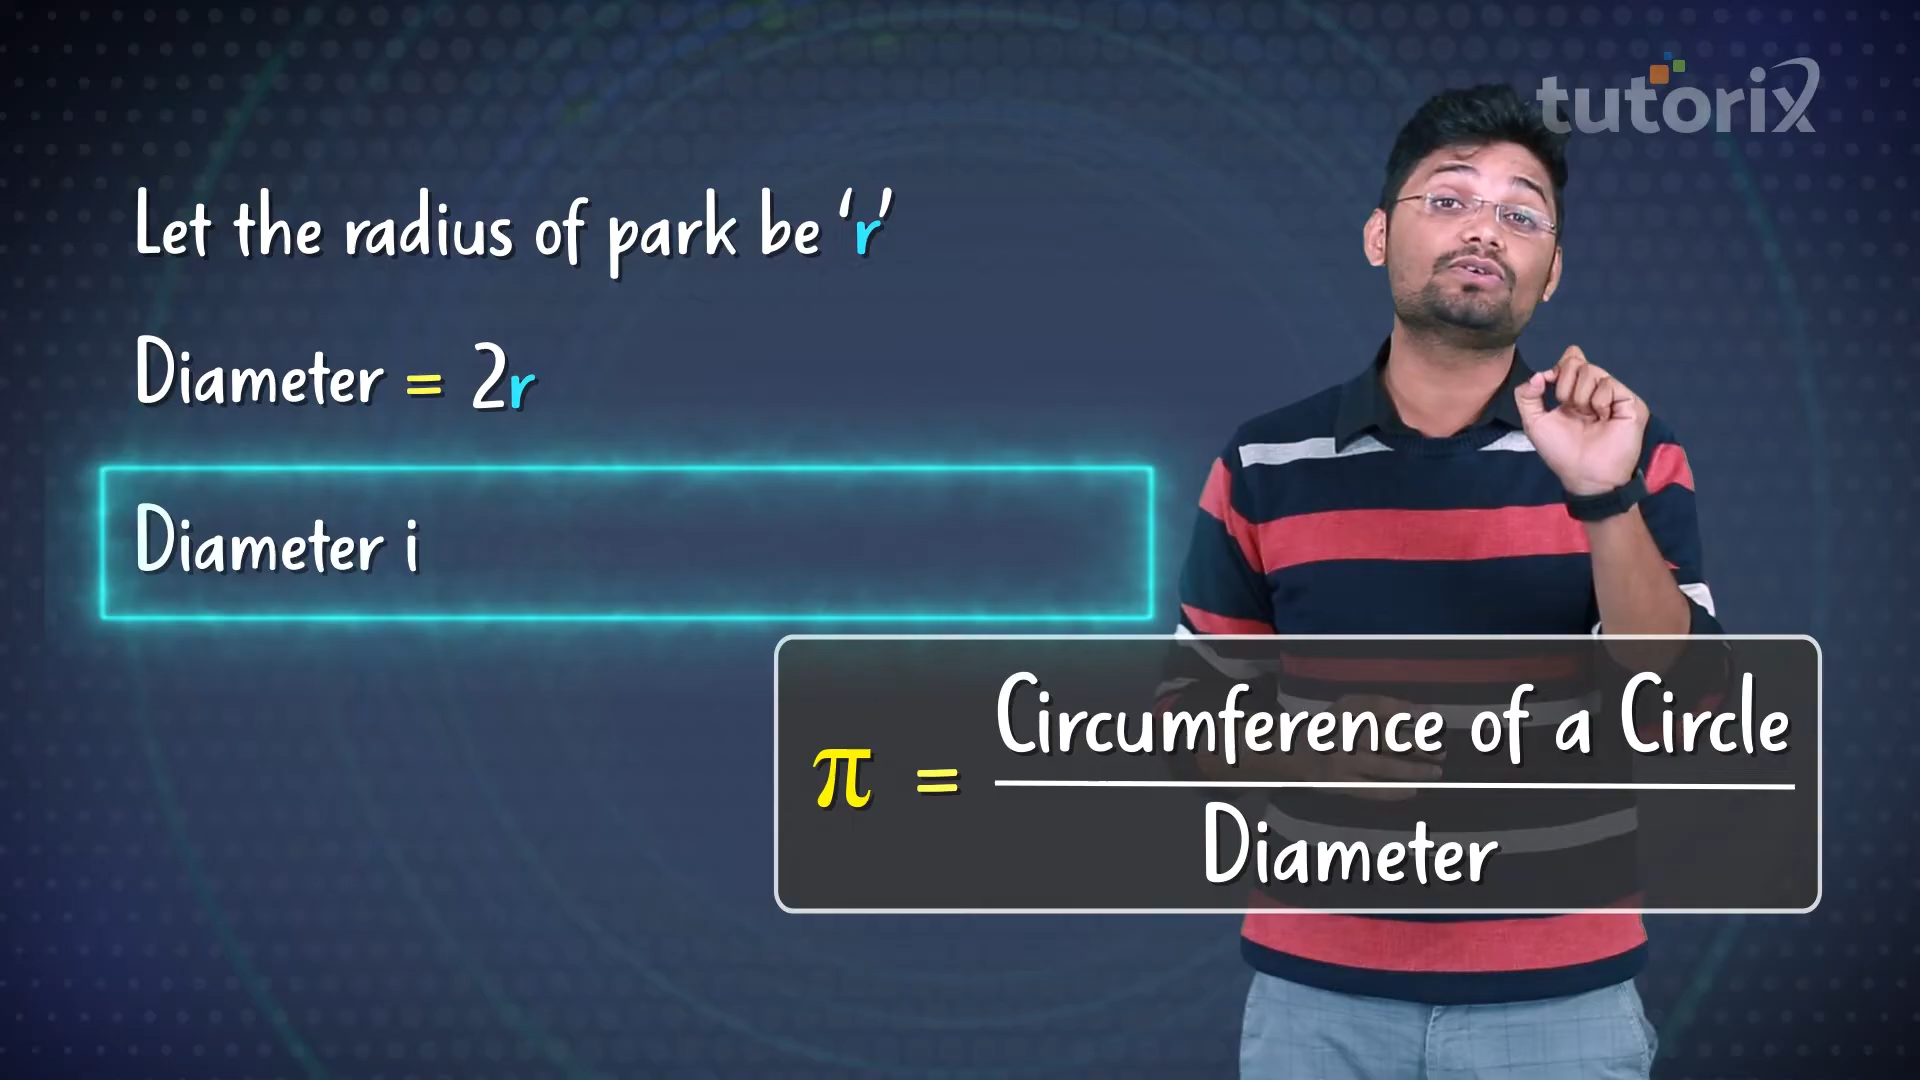 tutorix
Let the radius of park be ‘r’
Diameter = 2r
Diameter i
π = Circumference of a Circle
Diameter